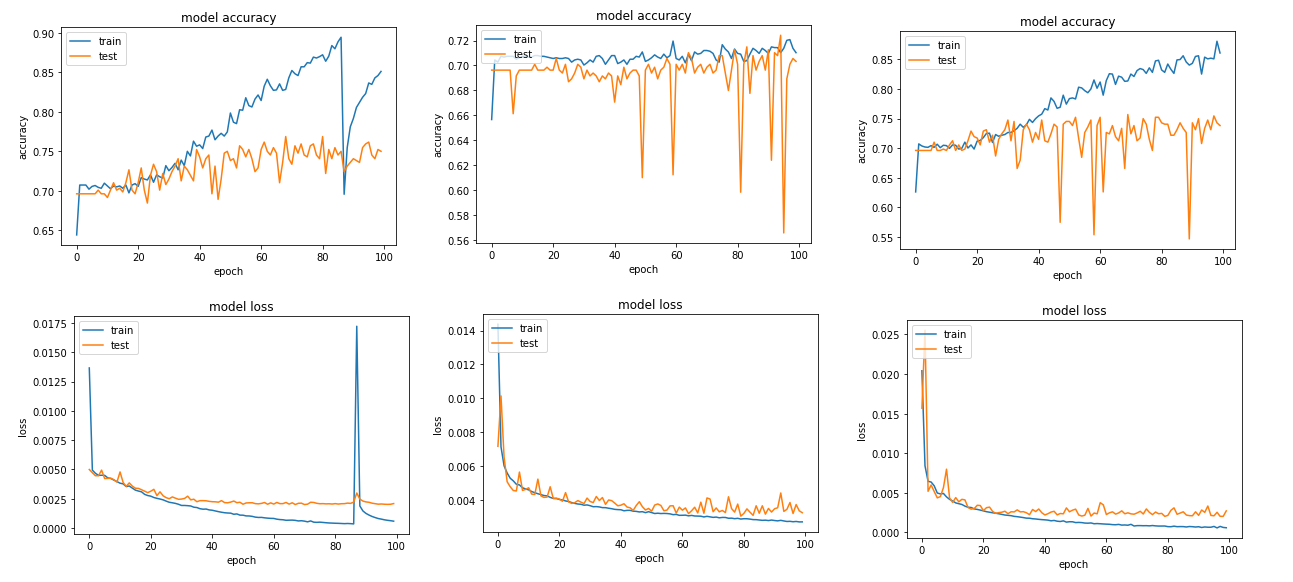 model accuracy
train
test
0.90
0.85
0.80
0.75
0.70
0.65
accuracy
0 20 40 60 80 100
epoch
model accuracy
train
test
0.72
0.70
0.68
0.66
0.64
0.62
0.60
0.58
0.56
accuracy
0 20 40 60 80 100
epoch
model accuracy
train
test
0.85
0.80
0.75
0.70
0.65
0.60
0.55
accuracy
0 20 40 60 80 100
epoch
model loss
train
test
0.0175
0.0150
0.0125
0.0100
0.0075
0.0050
0.0025
0.0000
loss
0 20 40 60 80 100
epoch
model loss
train
test
0.014
0.012
0.010
0.008
0.006
0.004
loss
0 20 40 60 80 100
epoch
model loss
train
test
0.025
0.020
0.015
0.010
0.005
0.000
loss
0 20 40 60 80 100
epoch